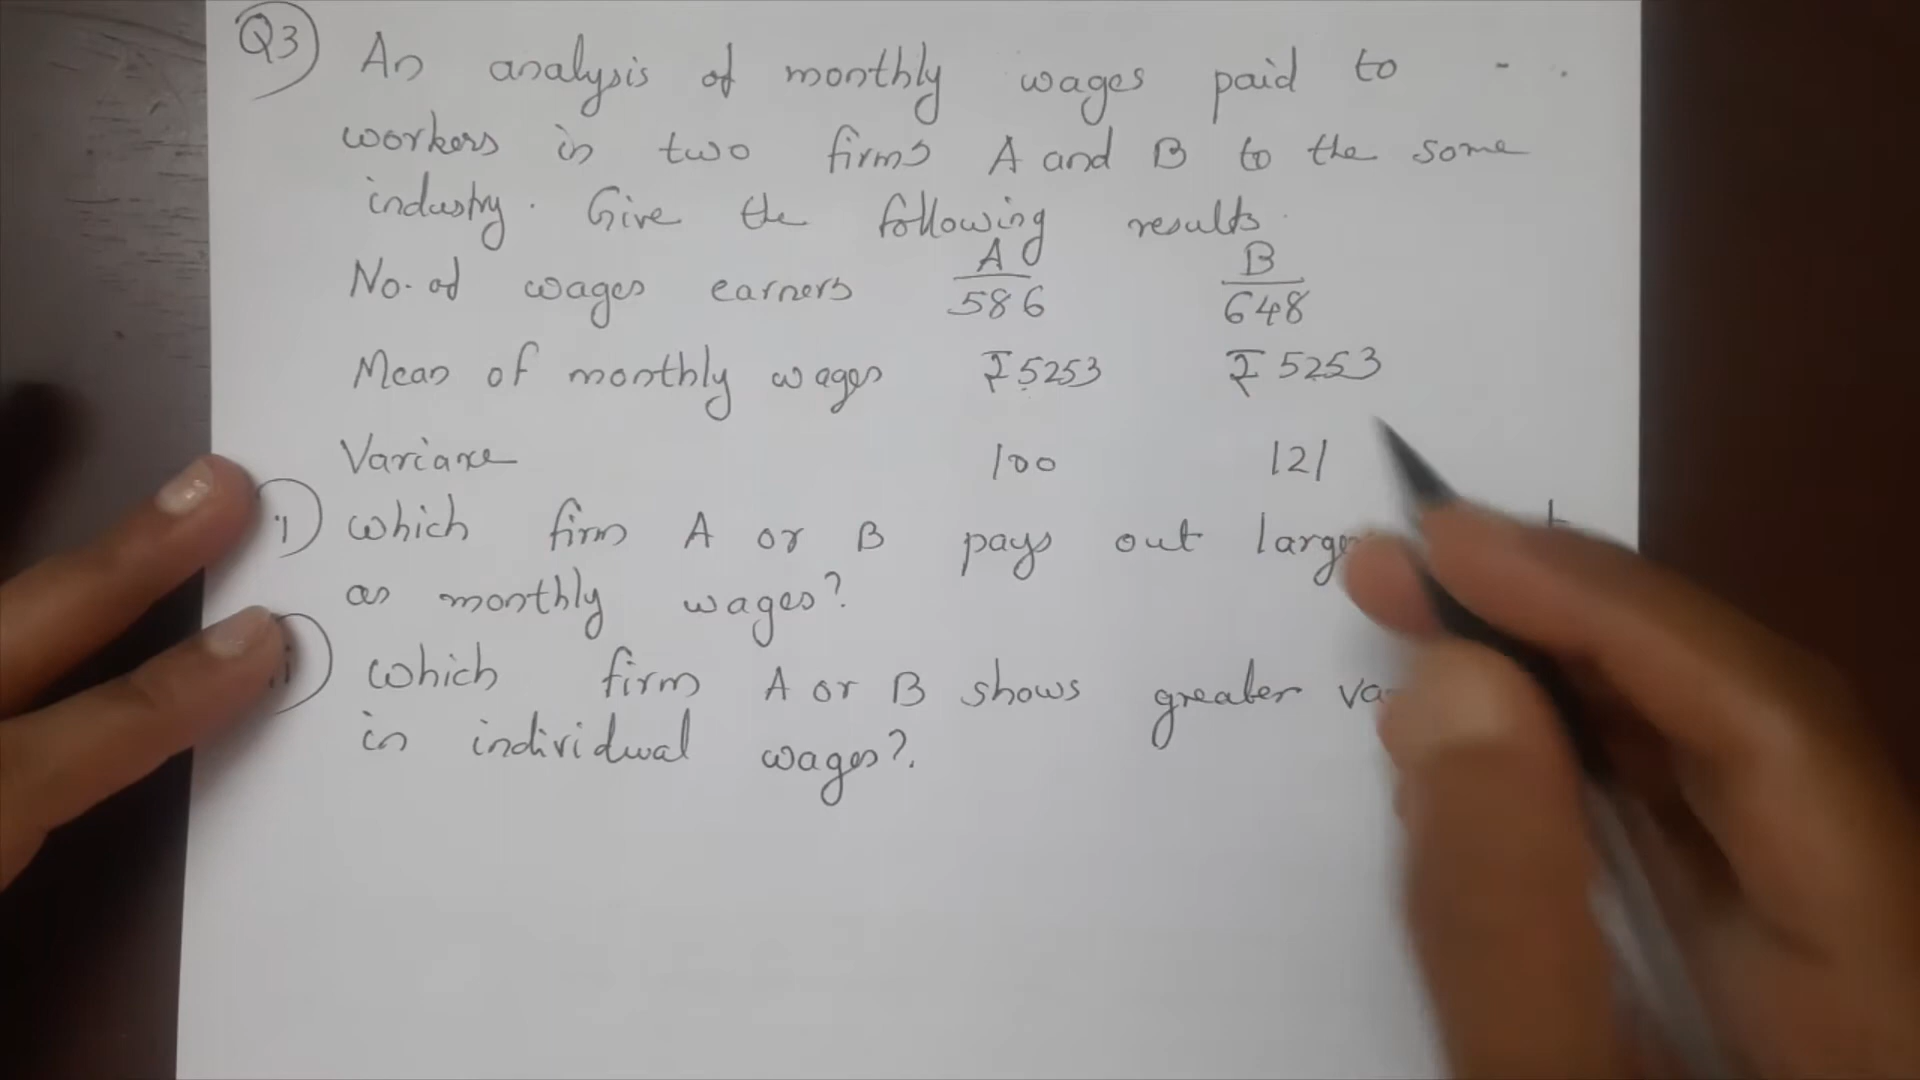 Q3 An analysis of monthly wages paid to
workers in two firms A and B to the some
industry. Give the following results.
A B
No. of wages earners 586 648
Mean of monthly wages ₹5253 ₹5253
Variance 100 121
i) which firm A or B pays out
as monthly wages?
which firm A or B shows greater
in individual wages?.